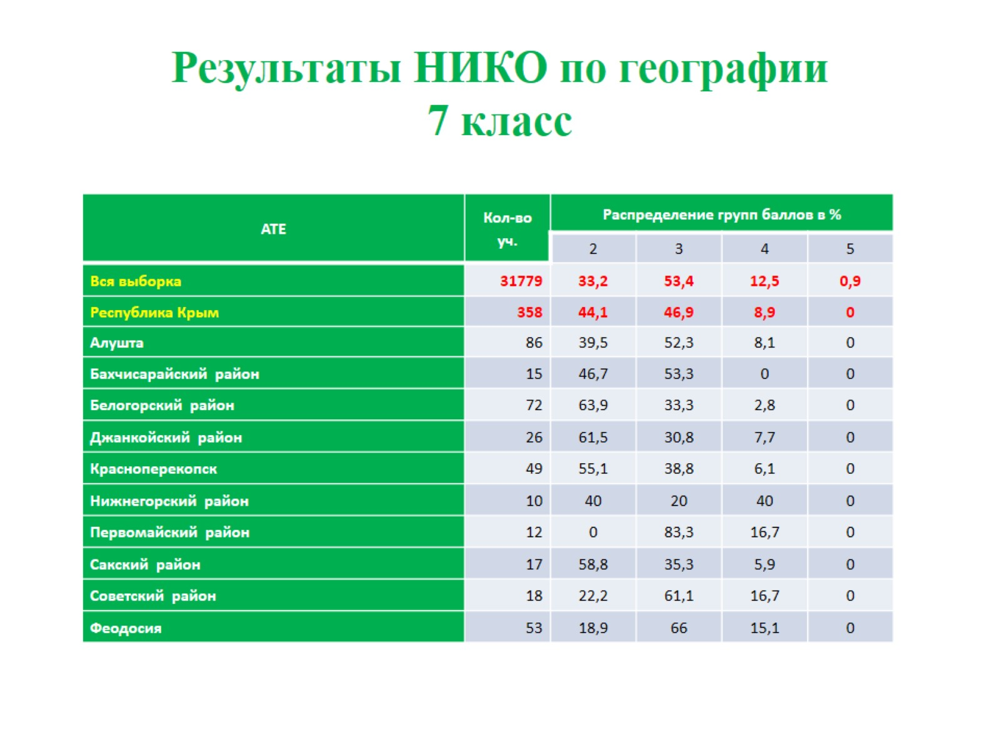 Результаты НИКО по географии
7 класс
АТЕ Кол-во уч. Распределение групп баллов в %
2 3 4 5
Вся выборка 31779 33,2 53,4 12,5 0,9
Республика Крым 358 44,1 46,9 8,9 0
Алушта 86 39,5 52,3 8,1 0
Бахчисарайский район 15 46,7 53,3 0 0
Белогорский район 72 63,9 33,3 2,8 0
Джанкойский район 26 61,5 30,8 7,7 0
Красноперекопск 49 55,1 38,8 6,1 0
Нижнегорский район 10 40 20 40 0
Первомайский район 12 0 83,3 16,7 0
Сакский район 17 58,8 35,3 5,9 0
Советский район 18 22,2 61,1 16,7 0
Феодосия 53 18,9 66 15,1 0